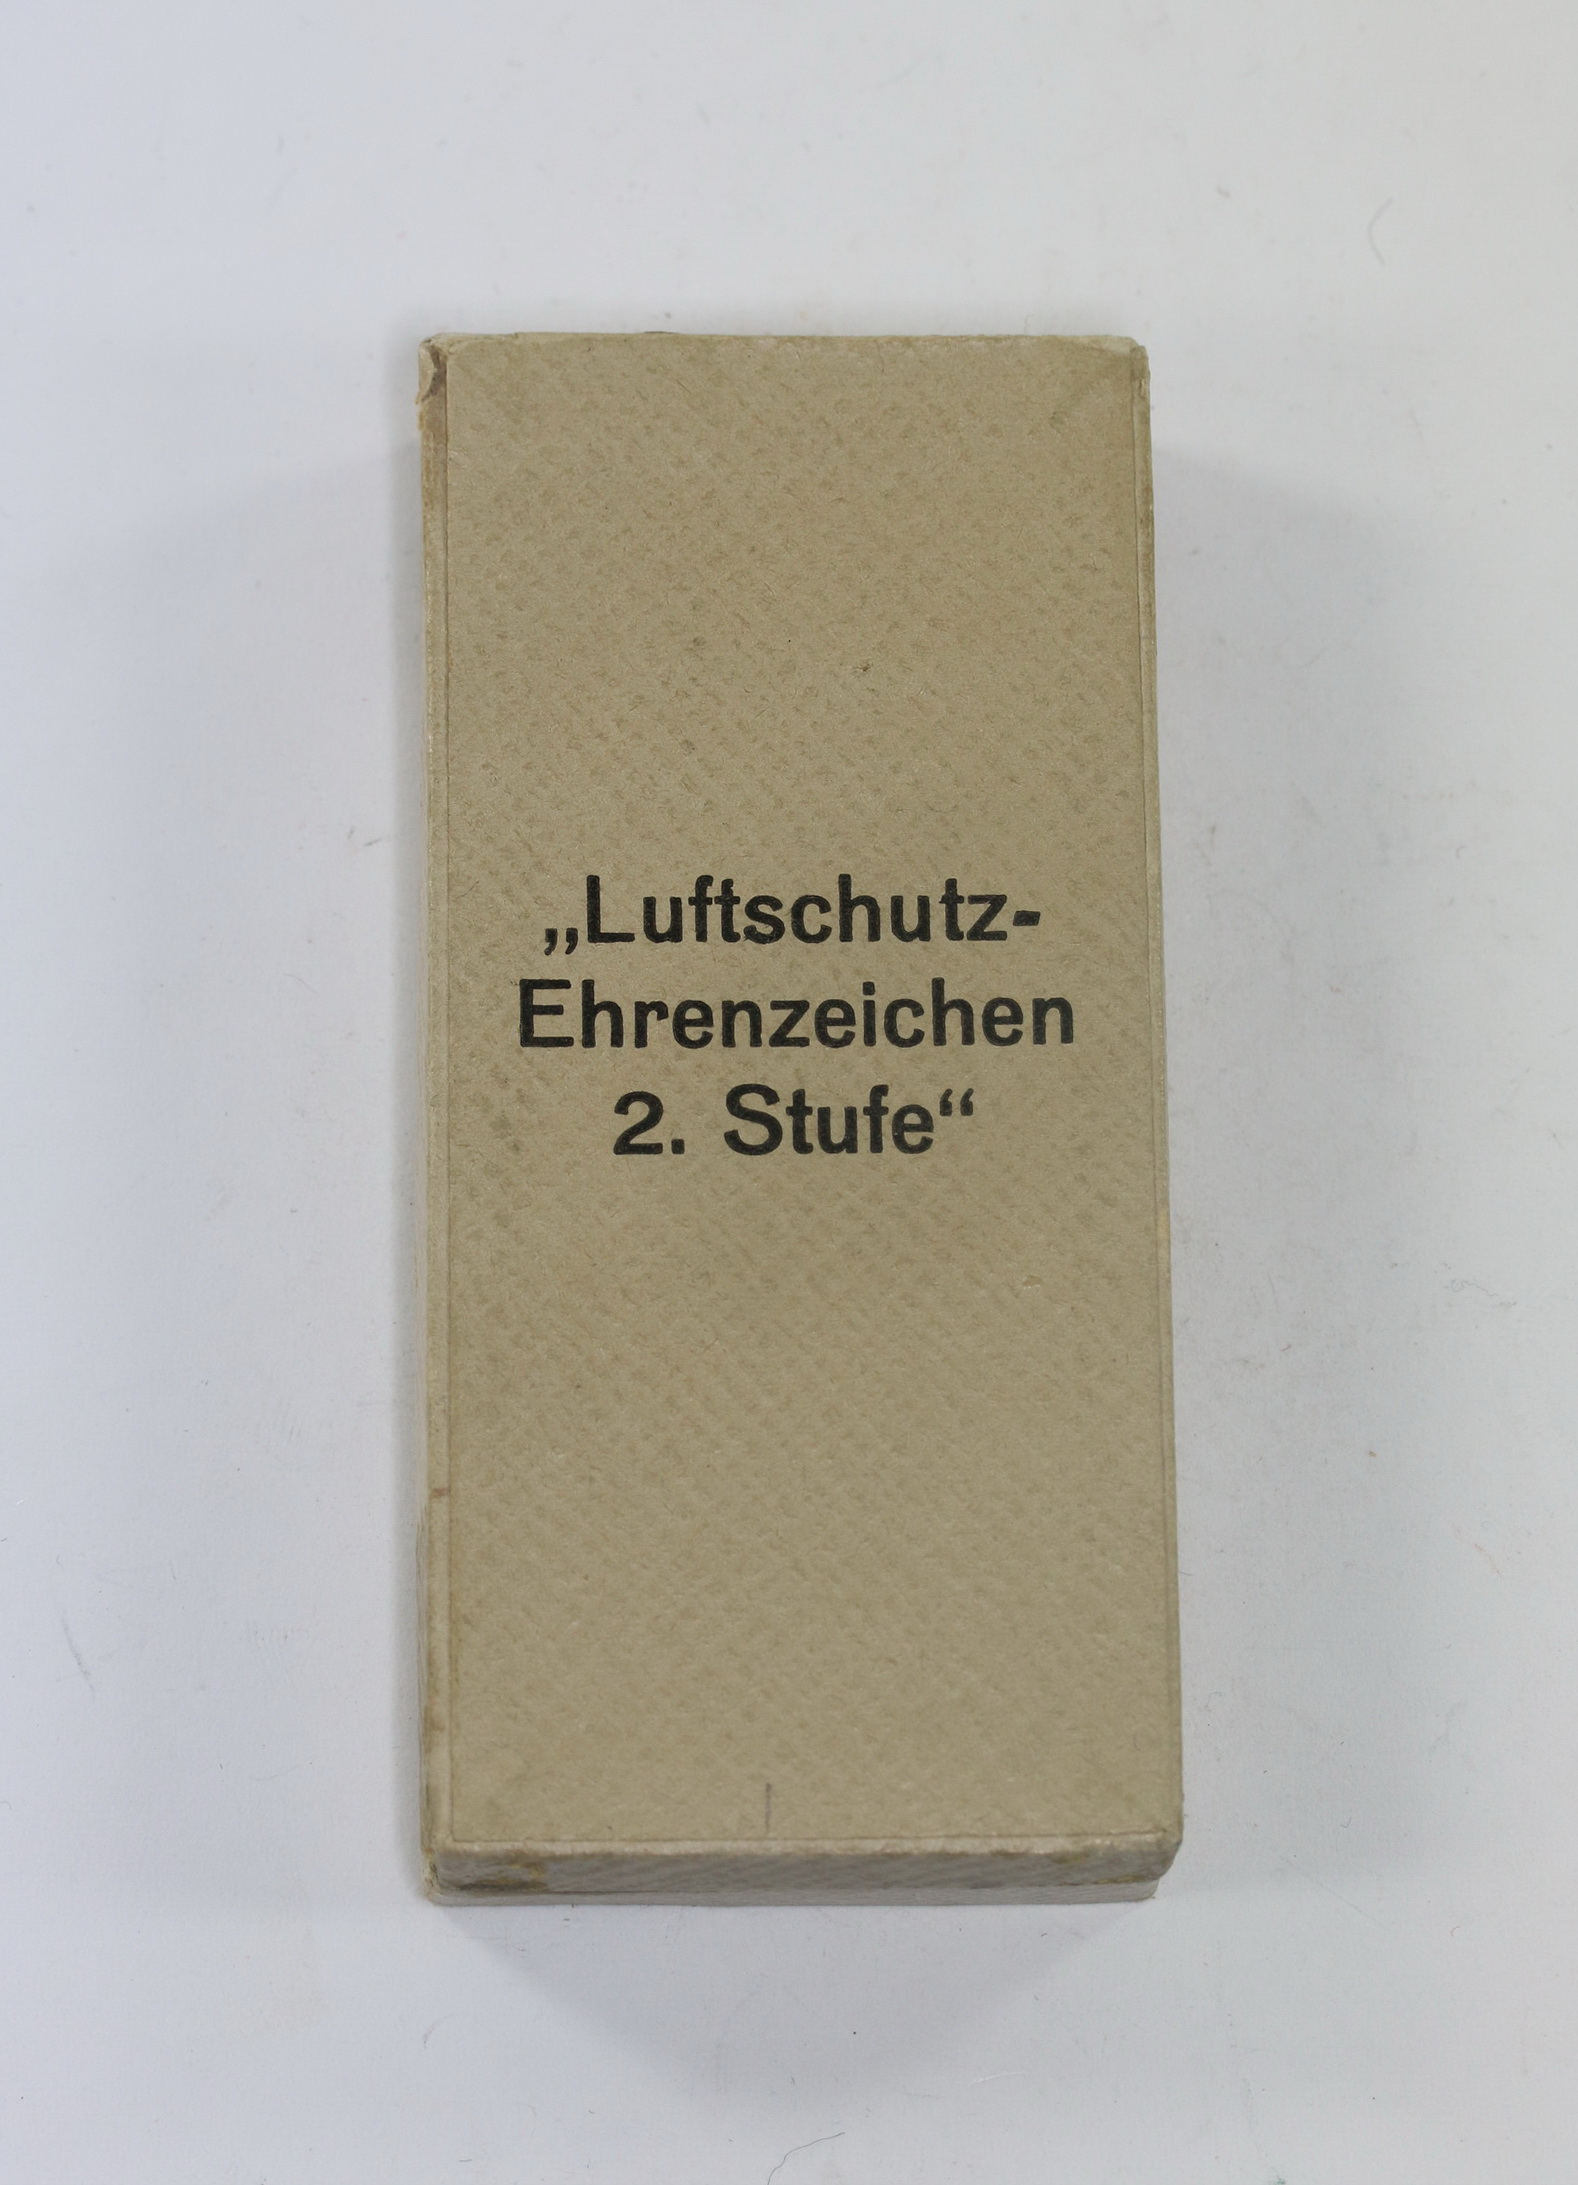 „Luftschutz-
Ehrenzeichen
2. Stufe“